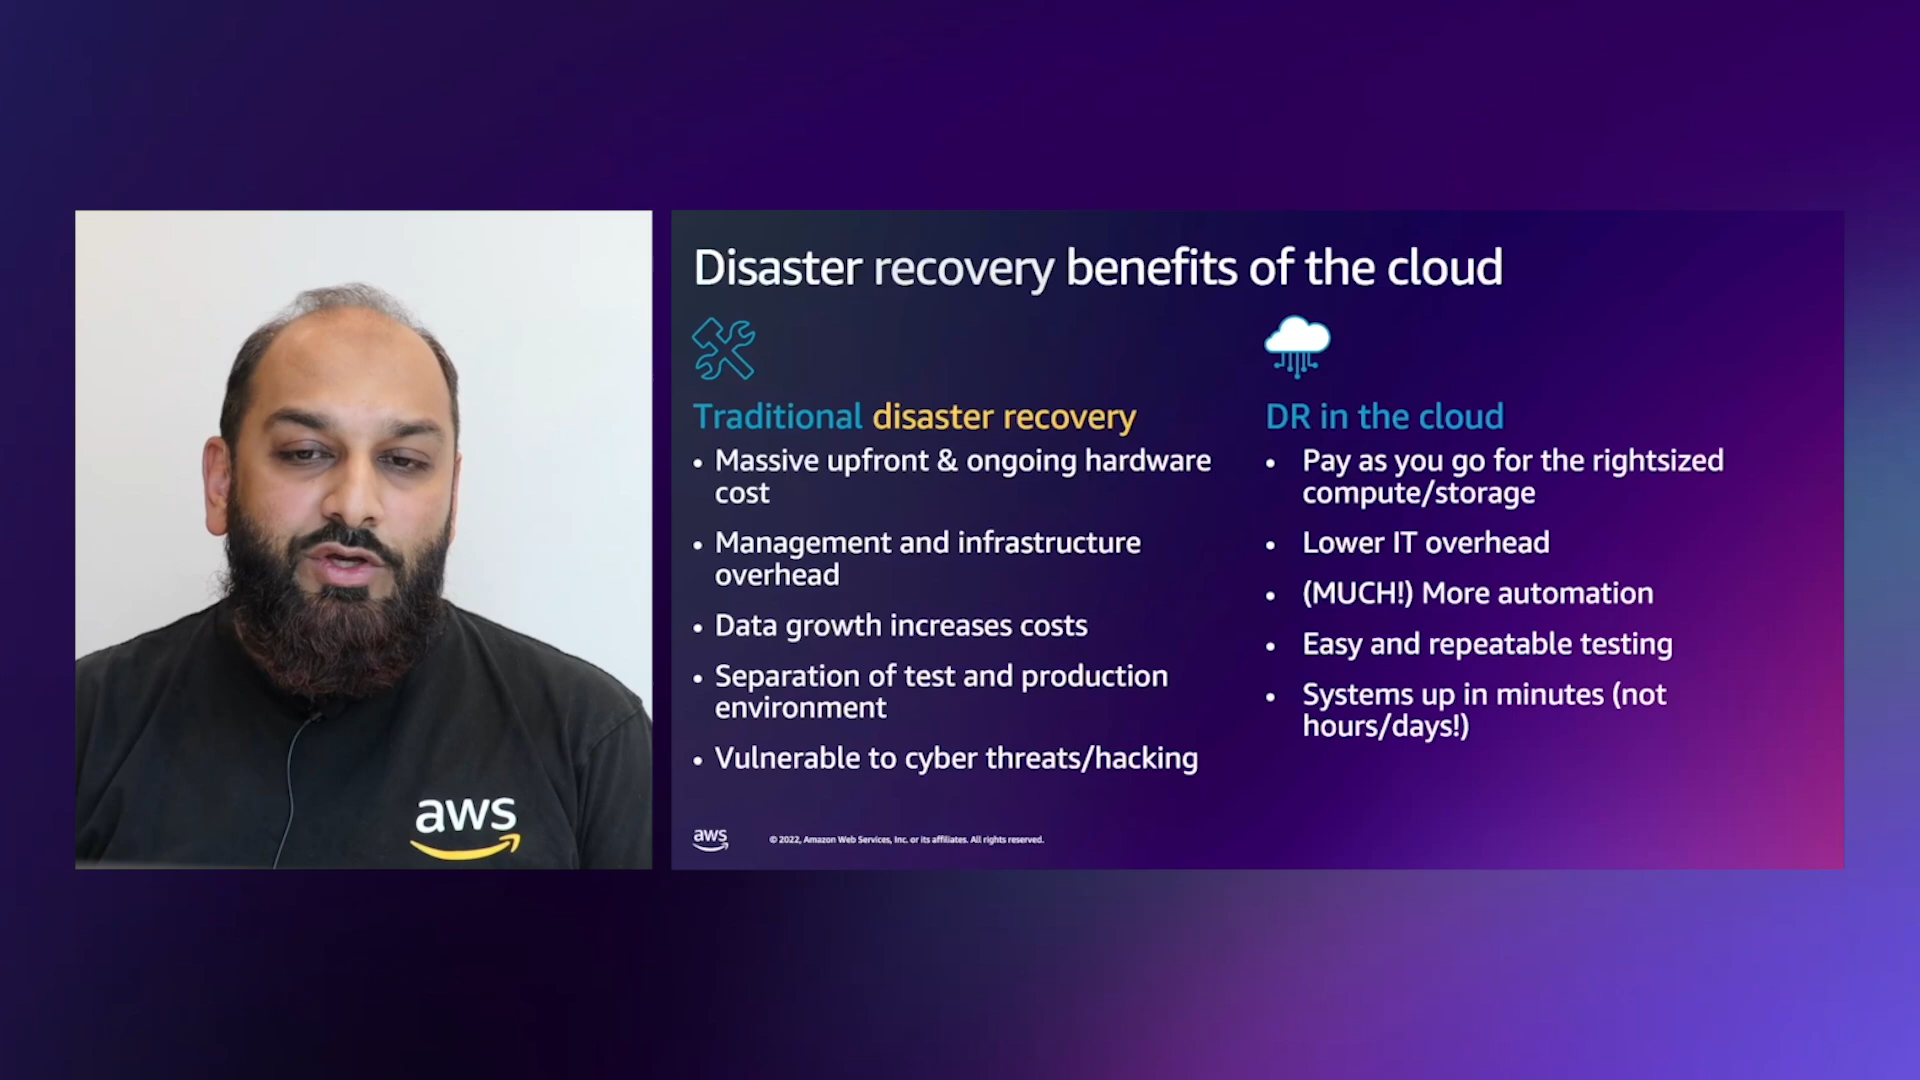 Disaster recovery benefits of the cloud
Traditional disaster recovery
• Massive upfront & ongoing hardware
cost
• Management and infrastructure
overhead
• Data growth increases costs
• Separation of test and production
environment
• Vulnerable to cyber threats/hacking
DR in the cloud
• Pay as you go for the rightsized
compute/storage
• Lower IT overhead
• (MUCH!) More automation
• Easy and repeatable testing
• Systems up in minutes (not
hours/days!)
aws
aws
© 2022, Amazon Web Services, Inc. or its affiliates. All rights reserved.